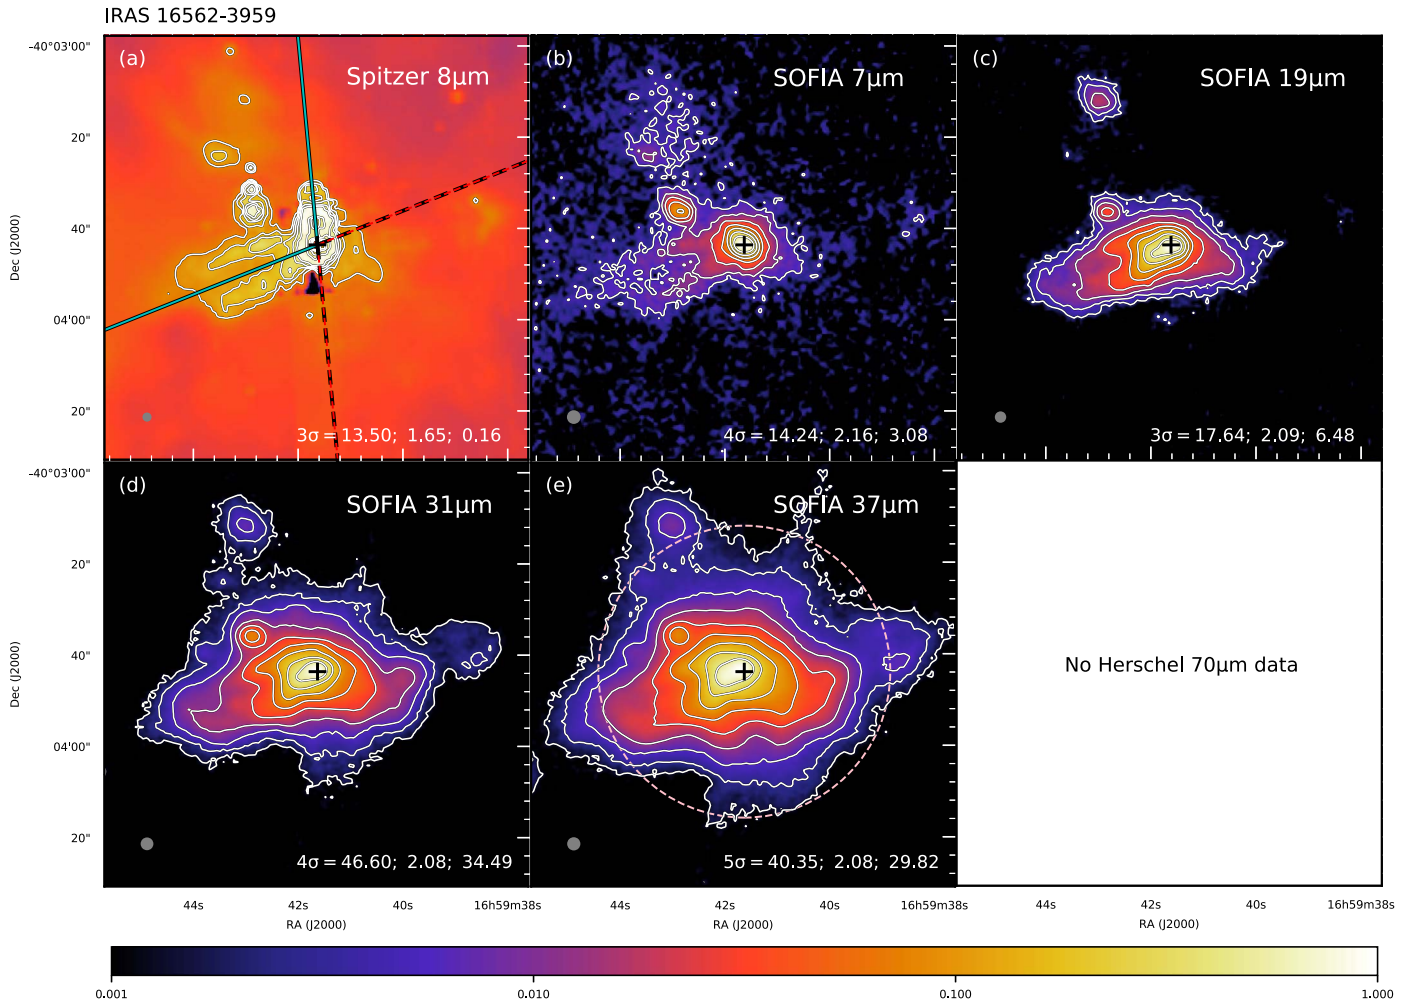 IRAS 16562-3959
(a)
Spitzer 8μm
3σ = 13.50; 1.65; 0.16
(b)
SOFIA 7μm
4σ = 14.24; 2.16; 3.08
(c)
SOFIA 19μm
3σ = 17.64; 2.09; 6.48
-40°03'00"
20"
40"
04'00"
20"
Dec (J2000)
(d)
SOFIA 31μm
4σ = 46.60; 2.08; 34.49
(e)
SOFIA 37μm
5σ = 40.35; 2.08; 29.82
No Herschel 70μm data
-40°03'00"
20"
40"
04'00"
20"
Dec (J2000)
44s 42s 40s 16h59m38s
RA (J2000)
44s 42s 40s 16h59m38s
RA (J2000)
44s 42s 40s 16h59m38s
RA (J2000)
0.001 0.010 0.100 1.000